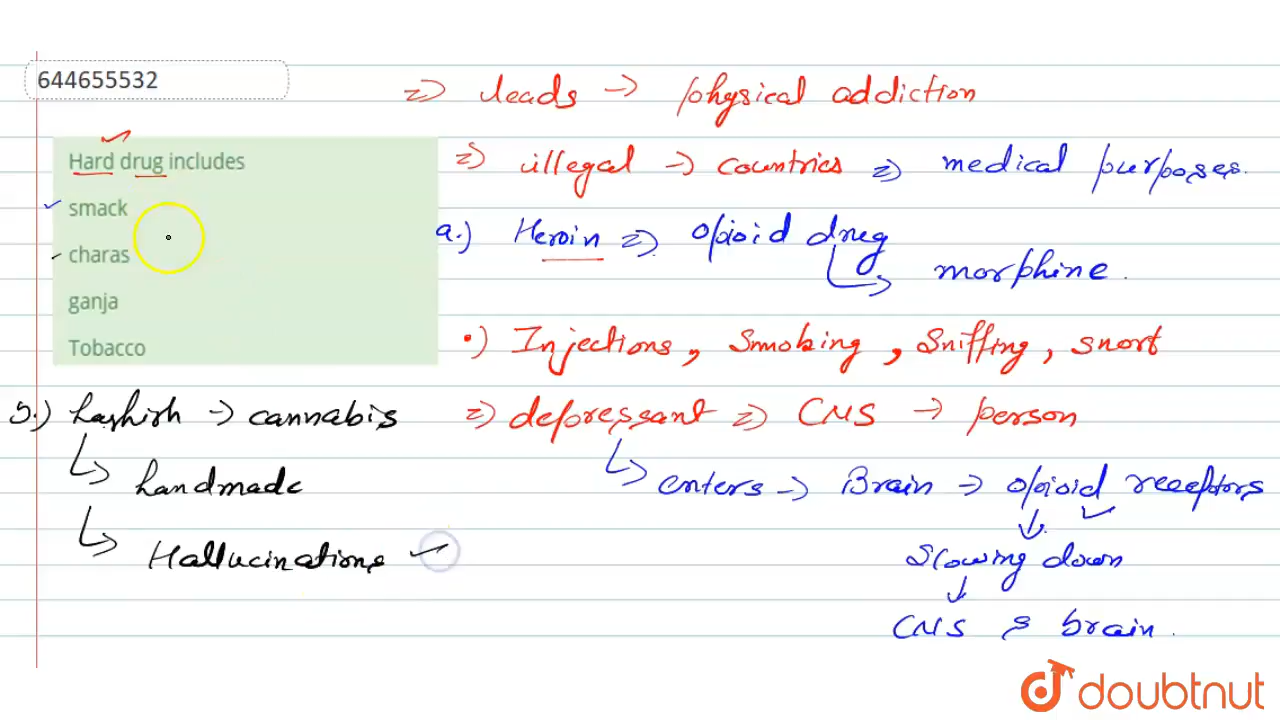 644655532
=> leads → physical addiction
Hard drug includes
=> illegal → countries => medical purposes.
smack
a.) Heroin => opioid drug
charas
morphine.
ganja
Tobacco
•) Injections, Smoking, Sniffing, snort
b.) hashish → cannabis
=> depressant => CNS → person
handmade
enters → Brain → opioid receptors
Hallucinations
Slowing down
CNS & brain.
doubtnut